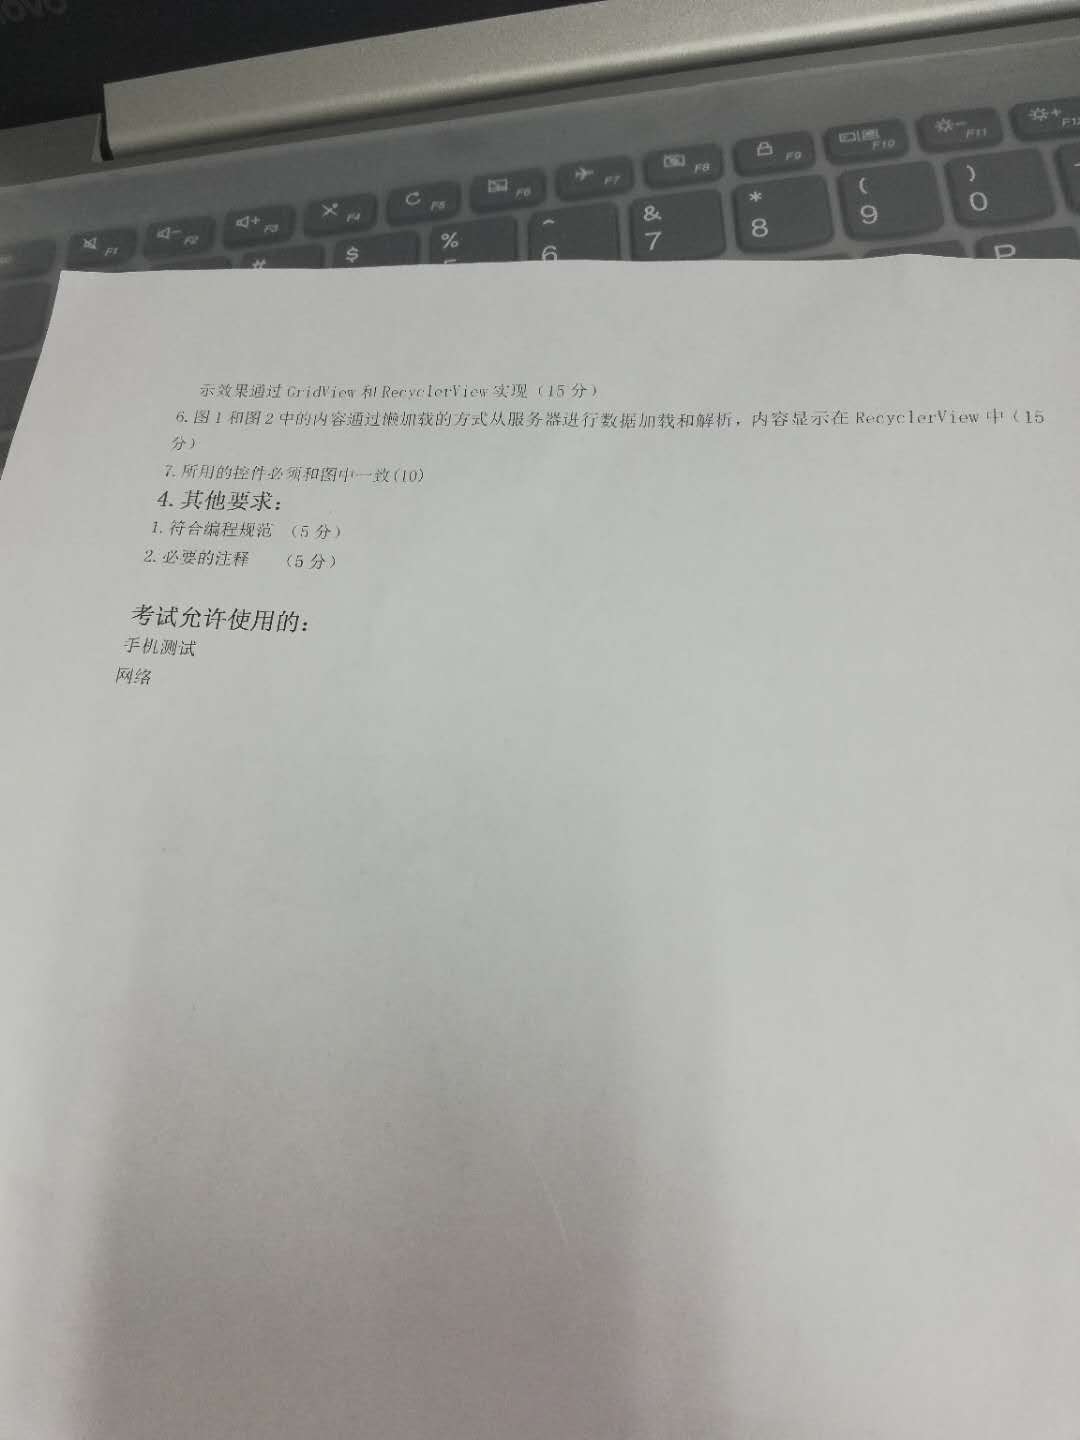 F1 F2 F3 F4 F5 F6 F7 F8 F9 F10 F11 F12
# $ % ^ 6 & 7 * 8 ( 9 ) 0
P
示效果通过 GridView 和 RecyclerView 实现（15 分）
6. 图 1 和图 2 中的内容通过懒加载的方式从服务器进行数据加载和解析，内容显示在 RecyclerView 中（15
分）
7. 所用的控件必须和图中一致(10)
4. 其他要求：
1. 符合编程规范 （5 分）
2. 必要的注释 （5 分）
考试允许使用的：
手机测试
网络